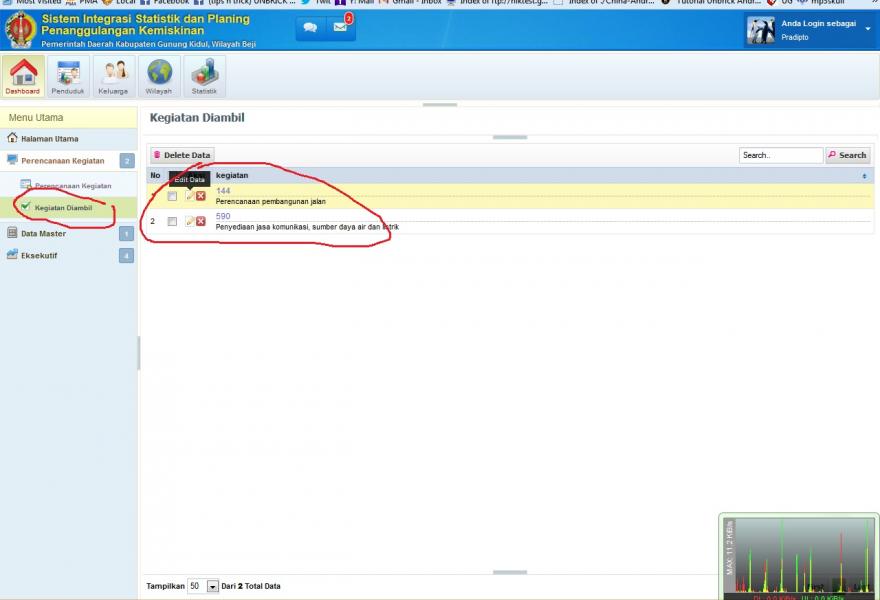 Most Visited PMA Local Facebook (tips n trick) UNBRICK ... Twit Y! Mail Gmail - Inbox Index of ftp://hktes.g... Index of /China-Andr... Tutorial Unbrick Andr... UG mp3skull
Sistem Integrasi Statistik dan Planing
Penanggulangan Kemiskinan
Pemerintah Daerah Kabupaten Gunung Kidul, Wilayah Beji
2
Anda Login sebagai
Pradipto
Dashboard Penduduk Keluarga Wilayah Statistik
Menu Utama
Halaman Utama
Perencanaan Kegiatan 2
Perencanaan Kegiatan
Kegiatan Diambil
Data Master 1
Eksekutif 4
Kegiatan Diambil
Delete Data
Search.. Search
No kegiatan
Edit Data
144
Perencanaan pembangunan jalan
2 590
Penyediaan jasa komunikasi, sumber daya air dan listrik
Tampilkan 50 Dari 2 Total Data
MAX: 11.2 KiB/s
DL: 0.0 KiB/s UL: 0.0 KiB/s